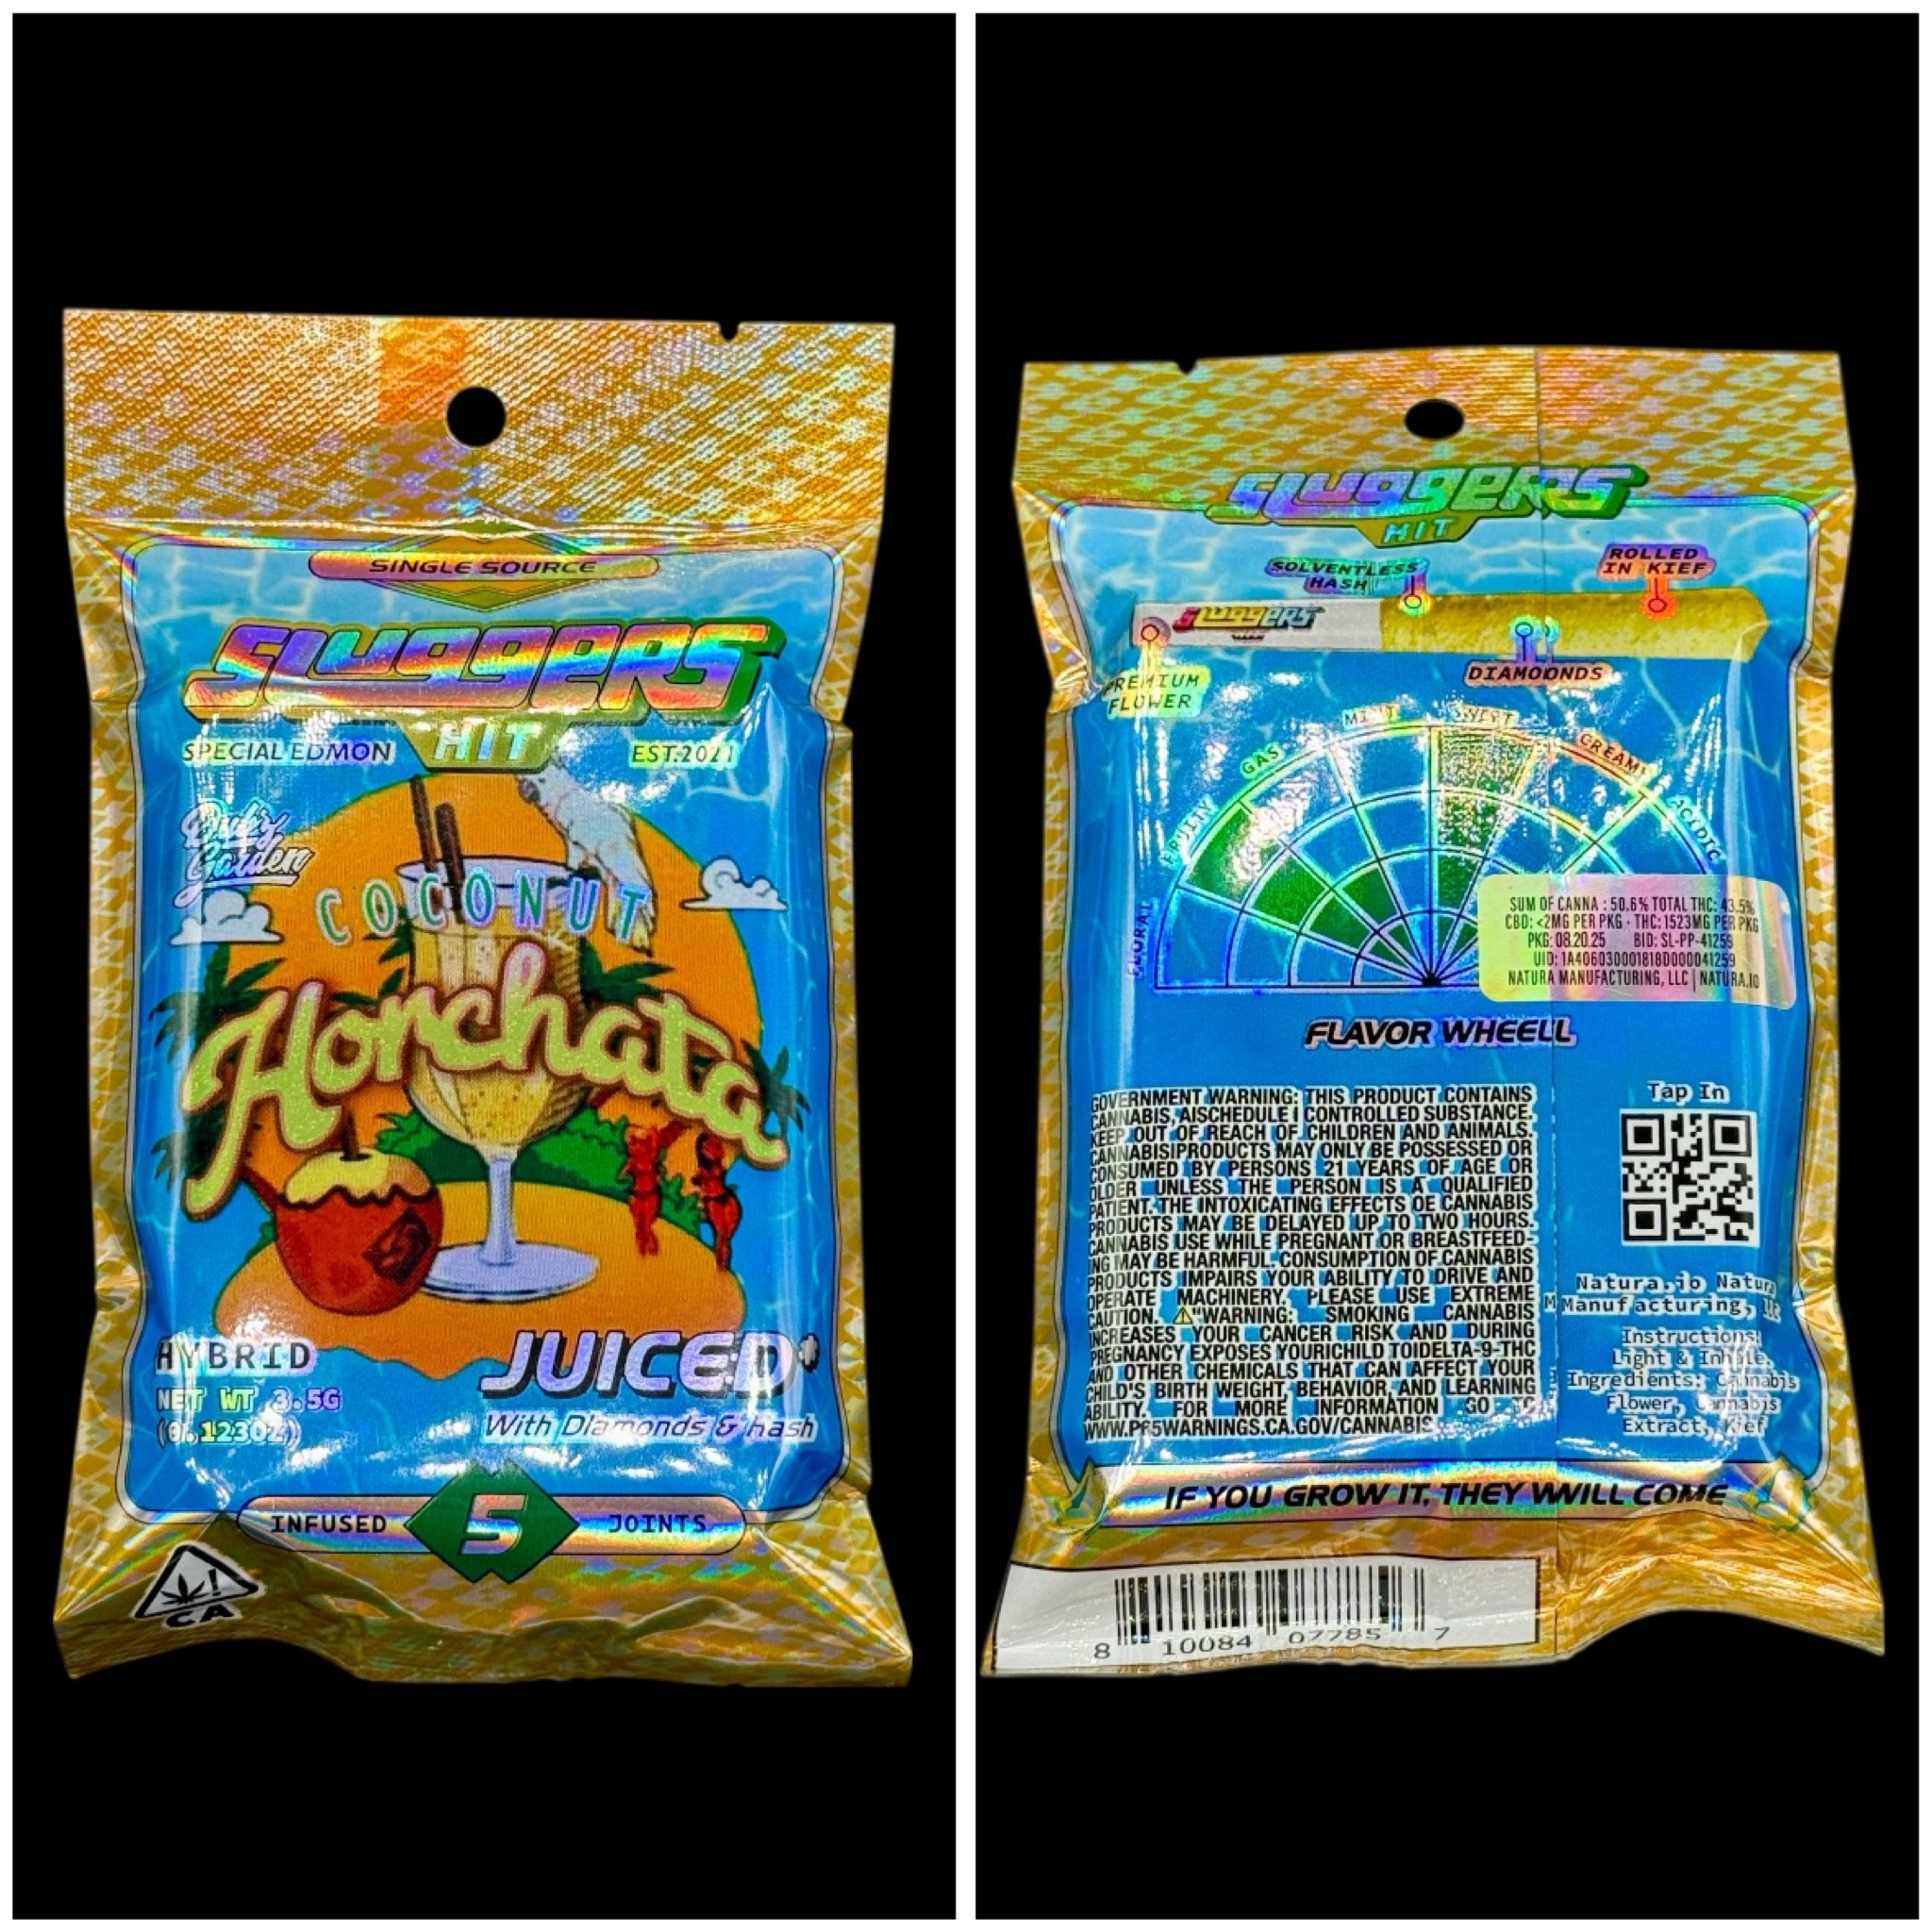 SINGLE SOURCE
SLUGGERS
HIT
SPECIAL EDMON
EST.2021
COCONUT
Horchata
HYBRID
NET WT 3.5G
(0.123OZ)
JUICED*
With Diamonds & hash
INFUSED 5 JOINTS
CA
SLUGGERS
HIT
SOLVENTLESS
HASH
ROLLED
IN KIEF
SLUGGERS
DIAMOONDS
PREMIUM
FLOWER
FLORAL
FRUITY
GAS
MINT
SWEET
CREAMY
ACIDIC
SUM OF CANNA : 50.6% TOTAL THC: 43.5%
CBD: <2MG PER PKG - THC: 1523MG PER PKG
PKG: 08.20.25 BID: SL-PP-41259
UID: 1A406030001818D000041259
NATURA MANUFACTURING, LLC | NATURA.IO
FLAVOR WHEELL
GOVERNMENT WARNING: THIS PRODUCT CONTAINS
CANNABIS, AISCHEDULE I CONTROLLED SUBSTANCE.
KEEP OUT OF REACH OF CHILDREN AND ANIMALS.
CANNABISIPRODUCTS MAY ONLY BE POSSESSED OR
CONSUMED BY PERSONS 21 YEARS OF AGE OR
OLDER UNLESS THE PERSON IS A QUALIFIED
PATIENT. THE INTOXICATING EFFECTS OE CANNABIS
PRODUCTS MAY BE DELAYED UP TO TWO HOURS.
CANNABIS USE WHILE PREGNANT OR BREASTFEED-
ING MAY BE HARMFUL. CONSUMPTION OF CANNABIS
PRODUCTS IMPAIRS YOUR ABILITY TO DRIVE AND
OPERATE MACHINERY. PLEASE USE EXTREME
CAUTION. ⚠"WARNING: SMOKING CANNABIS
INCREASES YOUR CANCER RISK AND DURING
PREGNANCY EXPOSES YOURICHILD TOIDELTA-9-THC
AND OTHER CHEMICALS THAT CAN AFFECT YOUR
CHILD'S BIRTH WEIGHT, BEHAVIOR, AND LEARNING
ABILITY. FOR MORE INFORMATION GO TO
WWW.P65WARNINGS.CA.GOV/CANNABIS
Tap In
Natura.io Natura
Manufacturing, LLC
Instructions:
Light & Inhale.
Ingredients: Cannabis
Flower, Cannabis
Extract, Kief
IF YOU GROW IT, THEY WWILL COME
8 10084 07785 7